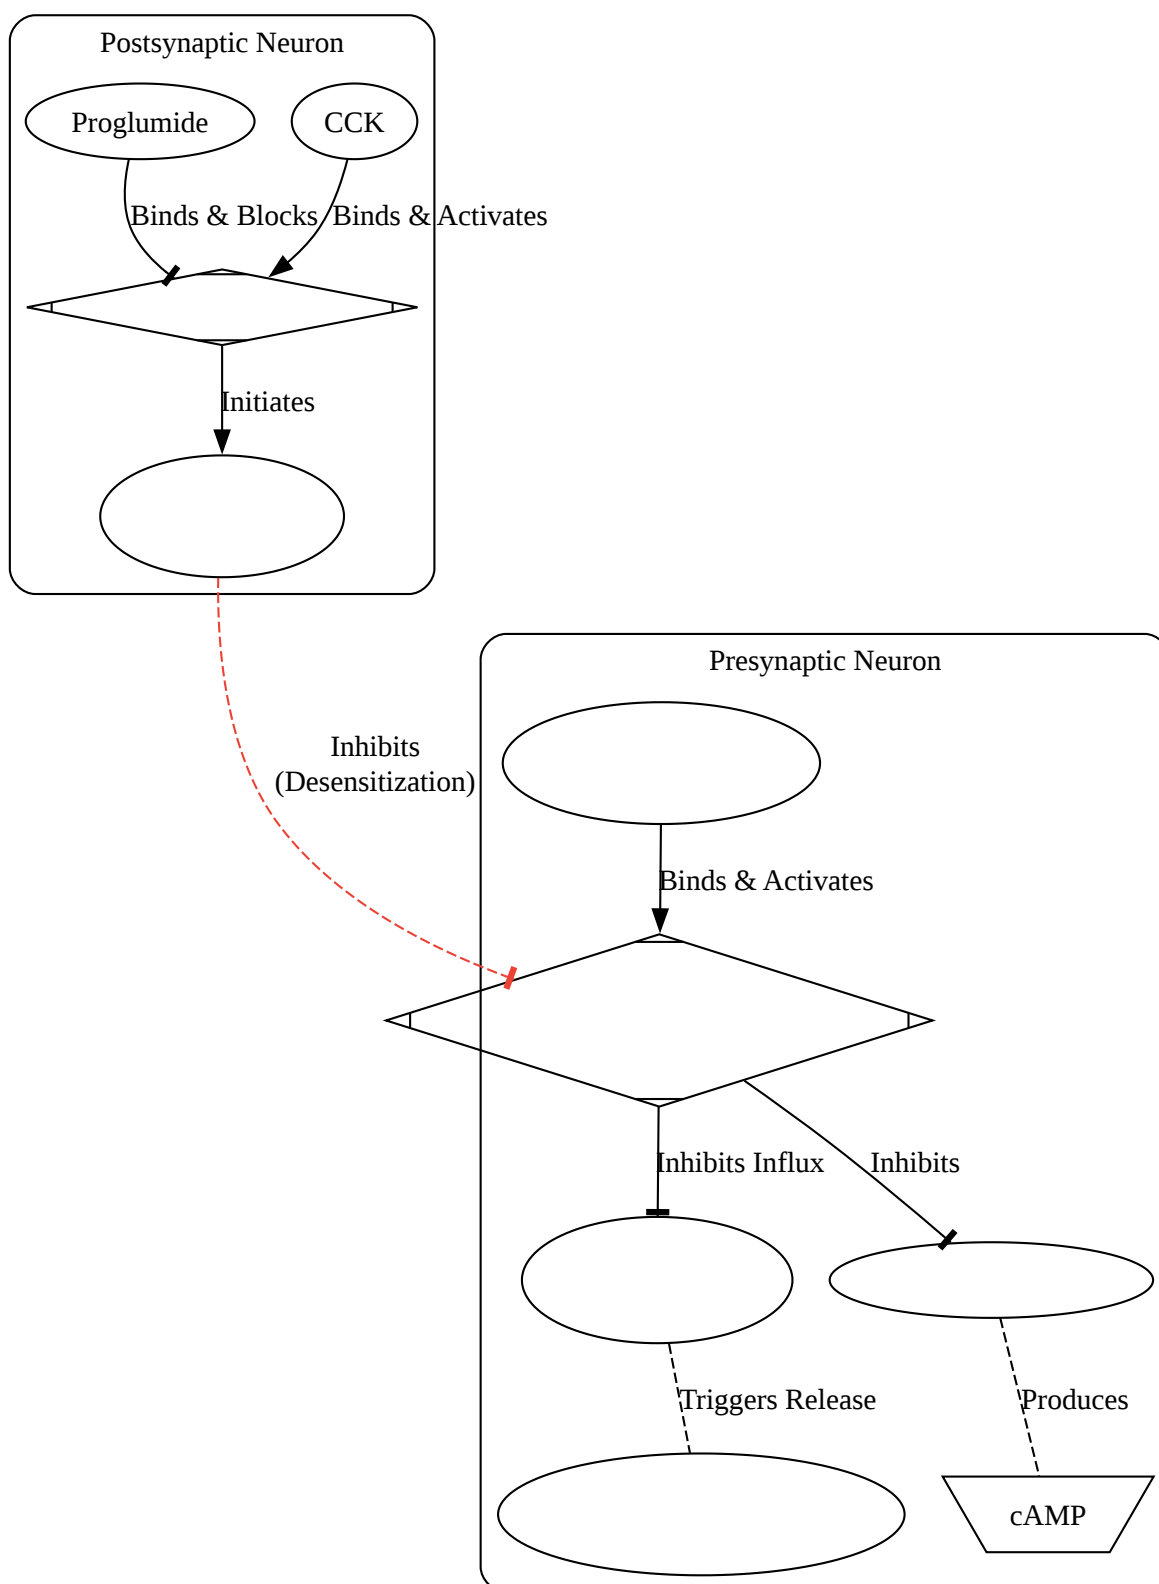 Postsynaptic Neuron
Proglumide
CCK
Binds & Blocks
Binds & Activates
Initiates
Presynaptic Neuron
Inhibits
(Desensitization)
Binds & Activates
Inhibits Influx
Inhibits
Triggers Release
Produces
cAMP